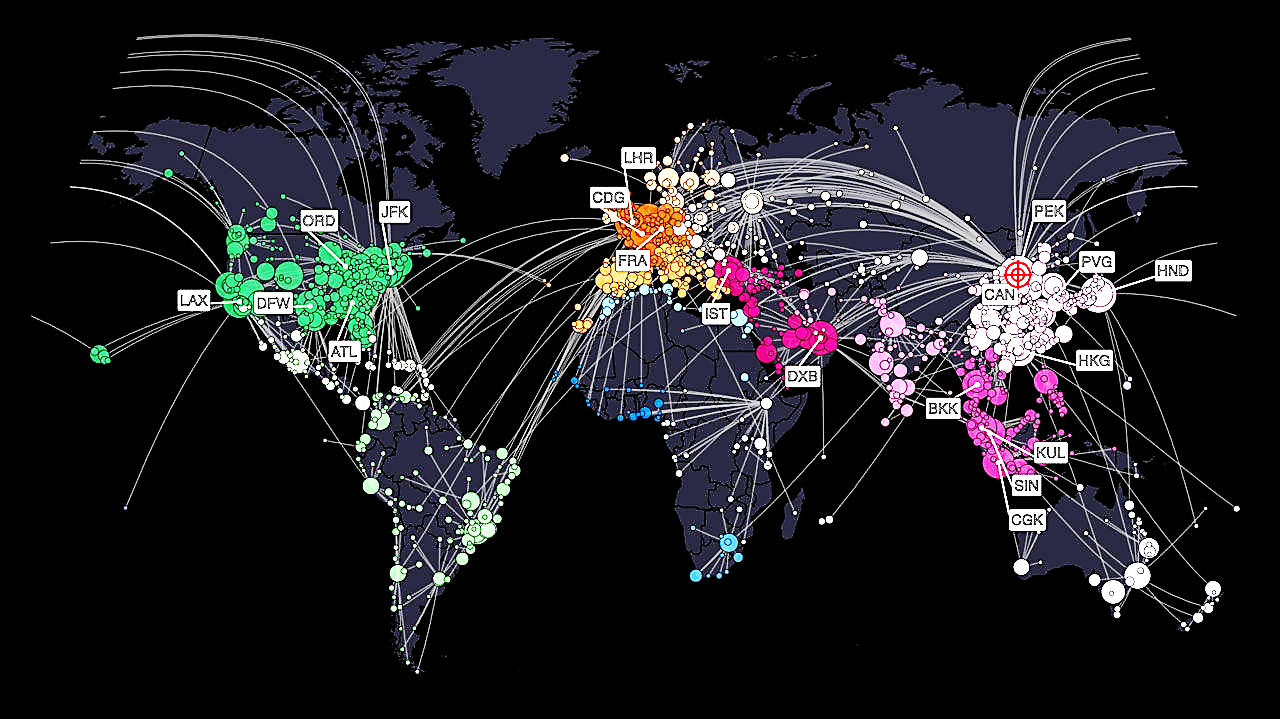 LHR
CDG
ORD
JFK
PEK
FRA
PVG
HND
LAX
DFW
CAN
IST
ATL
HKG
DXB
BKK
KUL
SIN
CGK